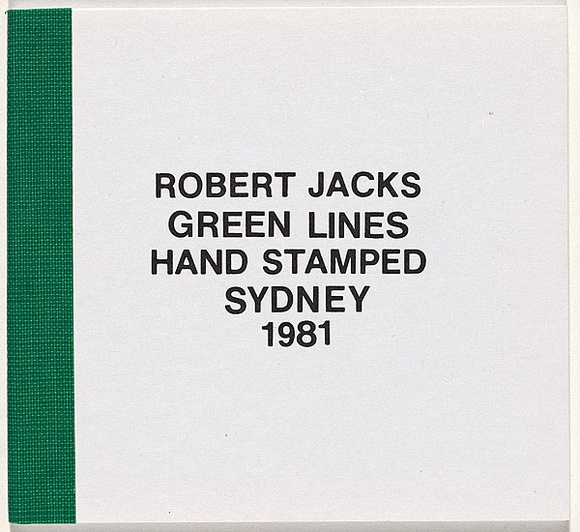 ROBERT JACKS
GREEN LINES
HAND STAMPED
SYDNEY
1981